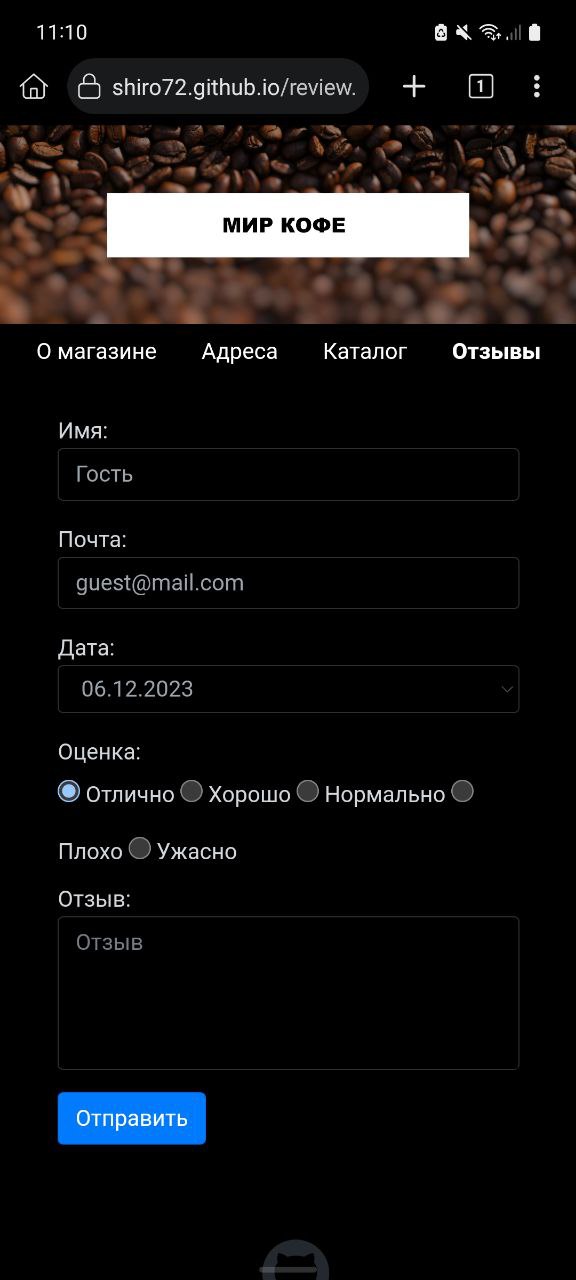 11:10
1
shiro72.github.io/review.
МИР КОФЕ
О магазине Адреса Каталог Отзывы
Имя:
Гость
Почта:
guest@mail.com
Дата:
06.12.2023
Оценка:
Отлично Хорошо Нормально
Плохо Ужасно
Отзыв:
Отзыв
Отправить